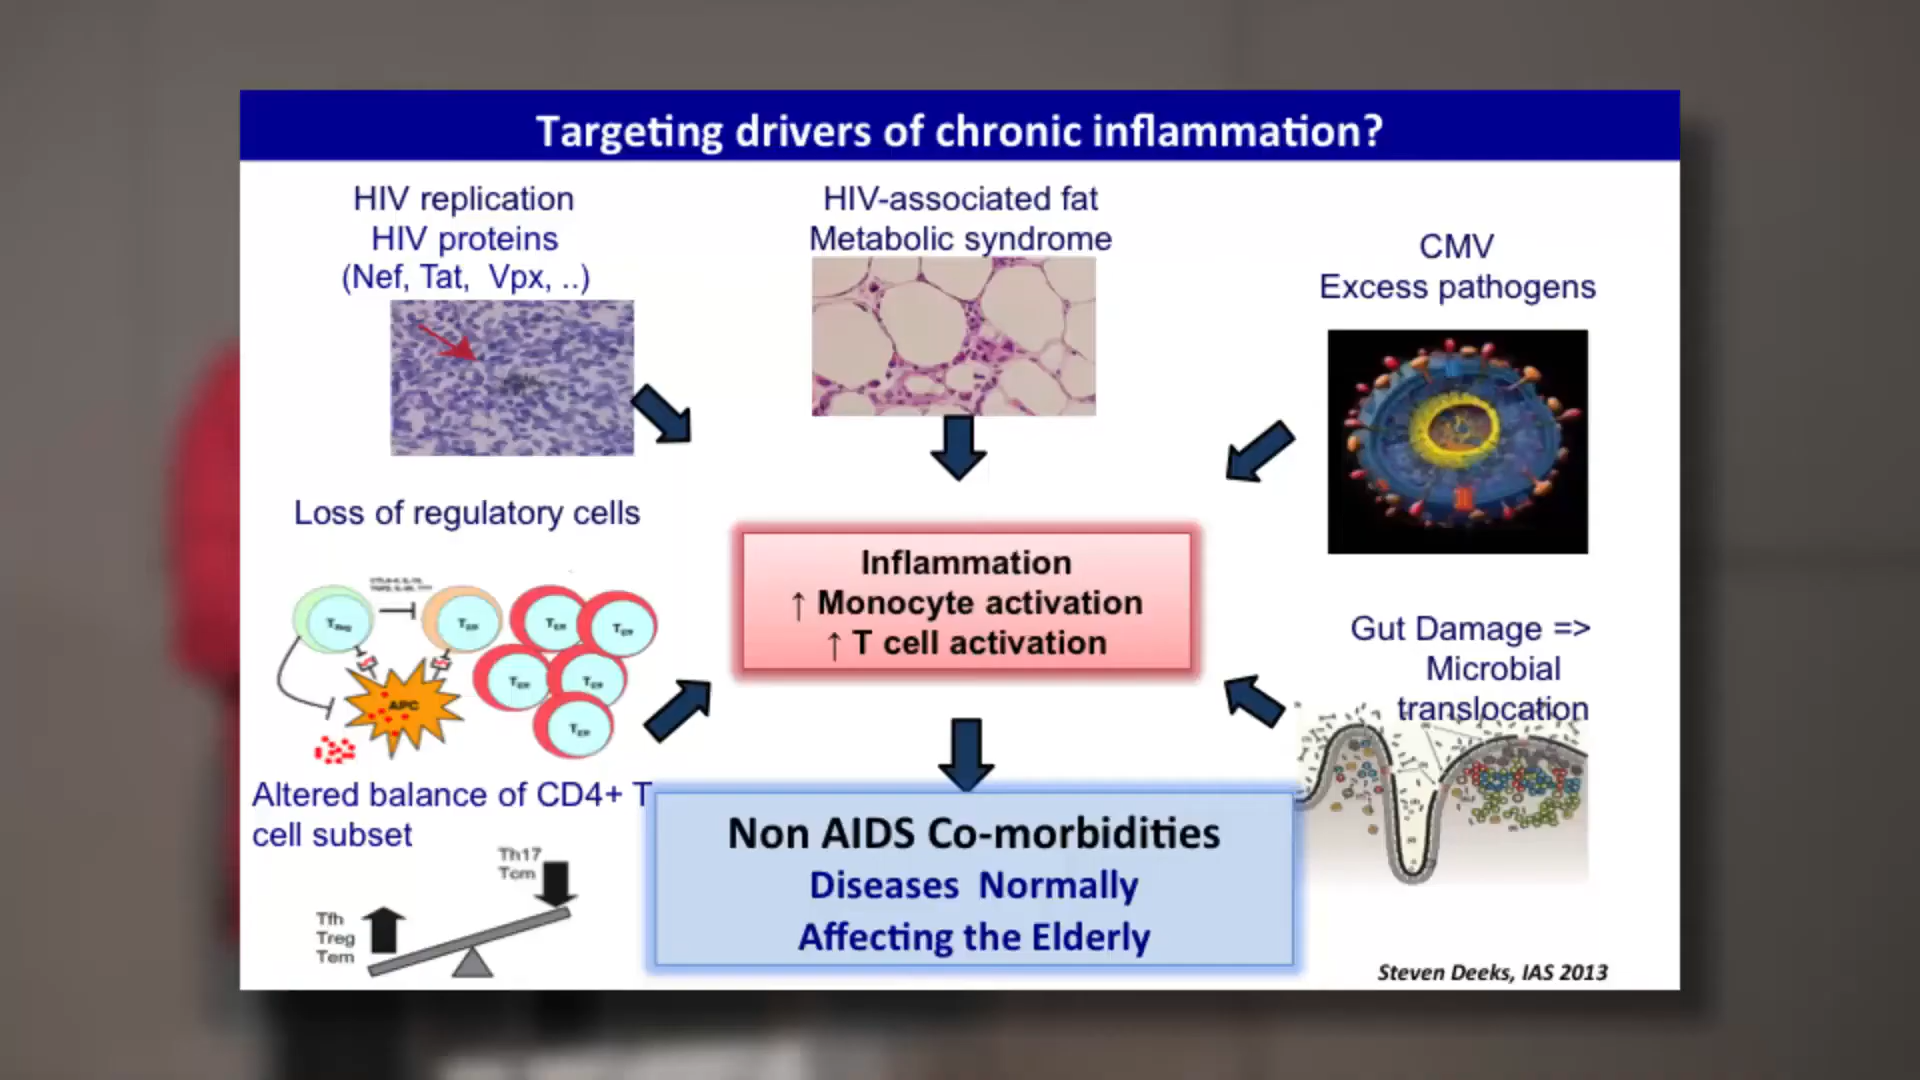 Targeting drivers of chronic inflammation?
HIV replication
HIV proteins
(Nef, Tat, Vpx, ..)
HIV-associated fat
Metabolic syndrome
CMV
Excess pathogens
Loss of regulatory cells
Inflammation
↑ Monocyte activation
↑ T cell activation
APC
Gut Damage =>
Microbial
translocation
Altered balance of CD4+ T
cell subset
Th17
Tcm
Tfh
Treg
Tem
Non AIDS Co-morbidities
Diseases Normally
Affecting the Elderly
Steven Deeks, IAS 2013